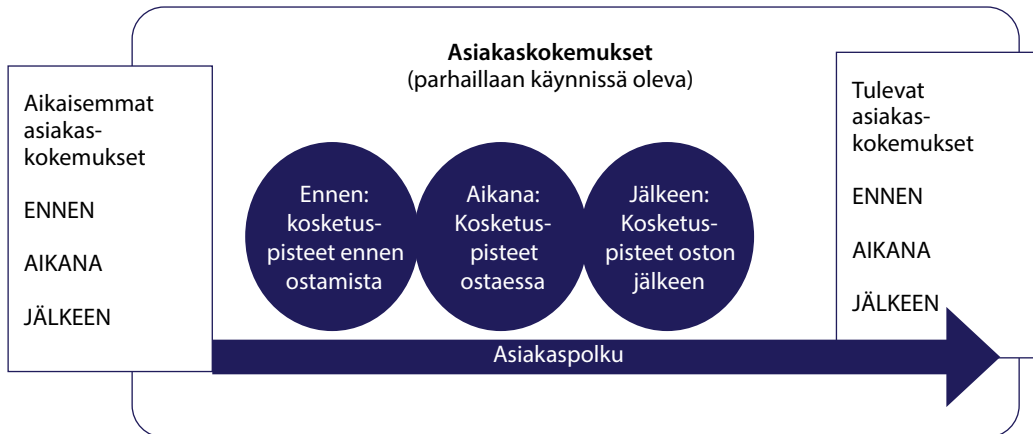 Asiakaskokemukset
(parhaillaan käynnissä oleva)
Aikaisemmat
asiakas-
kokemukset
ENNEN
AIKANA
JÄLKEEN
Ennen:
kosketus-
pisteet ennen
ostamista
Aikana:
Kosketus-
pisteet
ostaessa
Jälkeen:
Kosketus-
pisteet oston
jälkeen
Tulevat
asiakas-
kokemukset
ENNEN
AIKANA
JÄLKEEN
Asiakaspolku